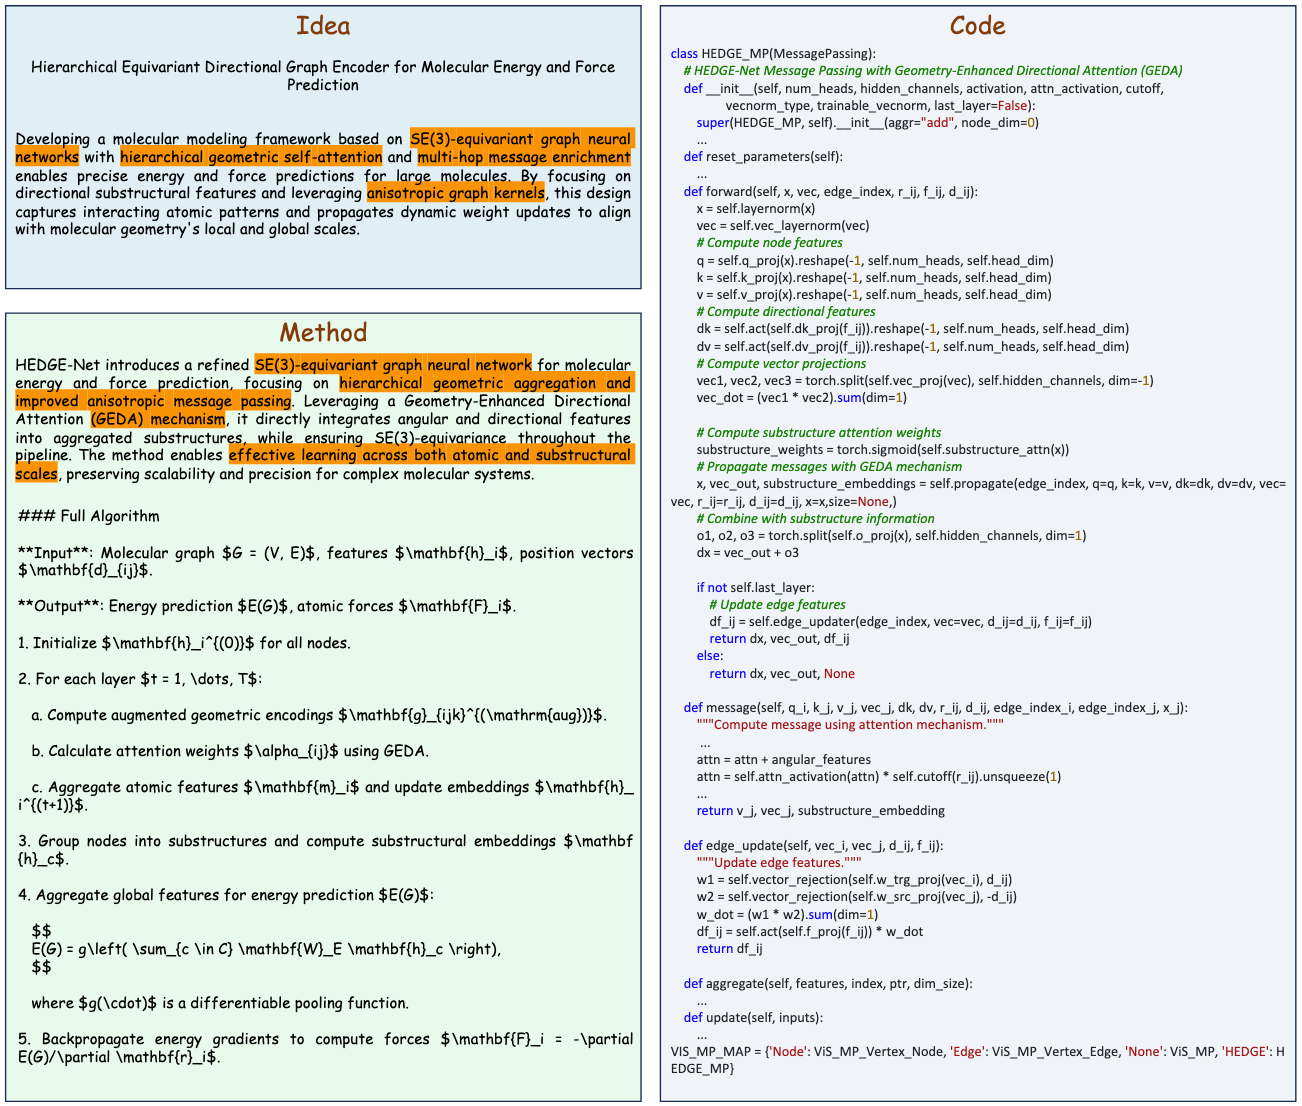 Idea
Hierarchical Equivariant Directional Graph Encoder for Molecular Energy and Force
Prediction
Developing a molecular modeling framework based on SE(3)-equivariant graph neural
networks with hierarchical geometric self-attention and multi-hop message enrichment
enables precise energy and force predictions for large molecules. By focusing on
directional substructural features and leveraging anisotropic graph kernels, this design
captures interacting atomic patterns and propagates dynamic weight updates to align
with molecular geometry's local and global scales.
Method
HEDGE-Net introduces a refined SE(3)-equivariant graph neural network for molecular
energy and force prediction, focusing on hierarchical geometric aggregation and
improved anisotropic message passing. Leveraging a Geometry-Enhanced Directional
Attention (GEDA) mechanism, it directly integrates angular and directional features
into aggregated substructures, while ensuring SE(3)-equivariance throughout the
pipeline. The method enables effective learning across both atomic and substructural
scales, preserving scalability and precision for complex molecular systems.
### Full Algorithm
**Input**: Molecular graph $G = (V, E)$, features $\mathbf{h}_i$, position vectors
$\mathbf{d}_{ij}$.
**Output**: Energy prediction $E(G)$, atomic forces $\mathbf{F}_i$.
1. Initialize $\mathbf{h}_i^{(0)}$ for all nodes.
2. For each layer $t = 1, \dots, T$:
a. Compute augmented geometric encodings $\mathbf{g}_{ijk}^{(\mathrm{aug})}$.
b. Calculate attention weights $\alpha_{ij}$ using GEDA.
c. Aggregate atomic features $\mathbf{m}_i$ and update embeddings $\mathbf{h}_
i^{(t+1)}$.
3. Group nodes into substructures and compute substructural embeddings $\mathbf
{h}_c$.
4. Aggregate global features for energy prediction $E(G)$:
$$
E(G) = g\left( \sum_{c \in C} \mathbf{W}_E \mathbf{h}_c \right),
$$
where $g(\cdot)$ is a differentiable pooling function.
5. Backpropagate energy gradients to compute forces $\mathbf{F}_i = -\partial
E(G)/\partial \mathbf{r}_i$.
Code
class HEDGE_MP(MessagePassing):
# HEDGE-Net Message Passing with Geometry-Enhanced Directional Attention (GEDA)
def __init__(self, num_heads, hidden_channels, activation, attn_activation, cutoff,
vecnorm_type, trainable_vecnorm, last_layer=False):
super(HEDGE_MP, self).__init__(aggr="add", node_dim=0)
...
def reset_parameters(self):
...
def forward(self, x, vec, edge_index, r_ij, f_ij, d_ij):
x = self.layernorm(x)
vec = self.vec_layernorm(vec)
# Compute node features
q = self.q_proj(x).reshape(-1, self.num_heads, self.head_dim)
k = self.k_proj(x).reshape(-1, self.num_heads, self.head_dim)
v = self.v_proj(x).reshape(-1, self.num_heads, self.head_dim)
# Compute directional features
dk = self.act(self.dk_proj(f_ij)).reshape(-1, self.num_heads, self.head_dim)
dv = self.act(self.dv_proj(f_ij)).reshape(-1, self.num_heads, self.head_dim)
# Compute vector projections
vec1, vec2, vec3 = torch.split(self.vec_proj(vec), self.hidden_channels, dim=-1)
vec_dot = (vec1 * vec2).sum(dim=1)
# Compute substructure attention weights
substructure_weights = torch.sigmoid(self.substructure_attn(x))
# Propagate messages with GEDA mechanism
x, vec_out, substructure_embeddings = self.propagate(edge_index, q=q, k=k, v=v, dk=dk, dv=dv, vec=
vec, r_ij=r_ij, d_ij=d_ij, x=x,size=None,)
# Combine with substructure information
o1, o2, o3 = torch.split(self.o_proj(x), self.hidden_channels, dim=1)
dx = vec_out + o3
if not self.last_layer:
# Update edge features
df_ij = self.edge_updater(edge_index, vec=vec, d_ij=d_ij, f_ij=f_ij)
return dx, vec_out, df_ij
else:
return dx, vec_out, None
def message(self, q_i, k_j, v_j, vec_j, dk, dv, r_ij, d_ij, edge_index_i, edge_index_j, x_j):
"""Compute message using attention mechanism."""
...
attn = attn + angular_features
attn = self.attn_activation(attn) * self.cutoff(r_ij).unsqueeze(1)
...
return v_j, vec_j, substructure_embedding
def edge_update(self, vec_i, vec_j, d_ij, f_ij):
"""Update edge features."""
w1 = self.vector_rejection(self.w_trg_proj(vec_i), d_ij)
w2 = self.vector_rejection(self.w_src_proj(vec_j), -d_ij)
w_dot = (w1 * w2).sum(dim=1)
df_ij = self.act(self.f_proj(f_ij)) * w_dot
return df_ij
def aggregate(self, features, index, ptr, dim_size):
...
def update(self, inputs):
...
VIS_MP_MAP = {'Node': ViS_MP_Vertex_Node, 'Edge': ViS_MP_Vertex_Edge, 'None': ViS_MP, 'HEDGE': H
EDGE_MP}